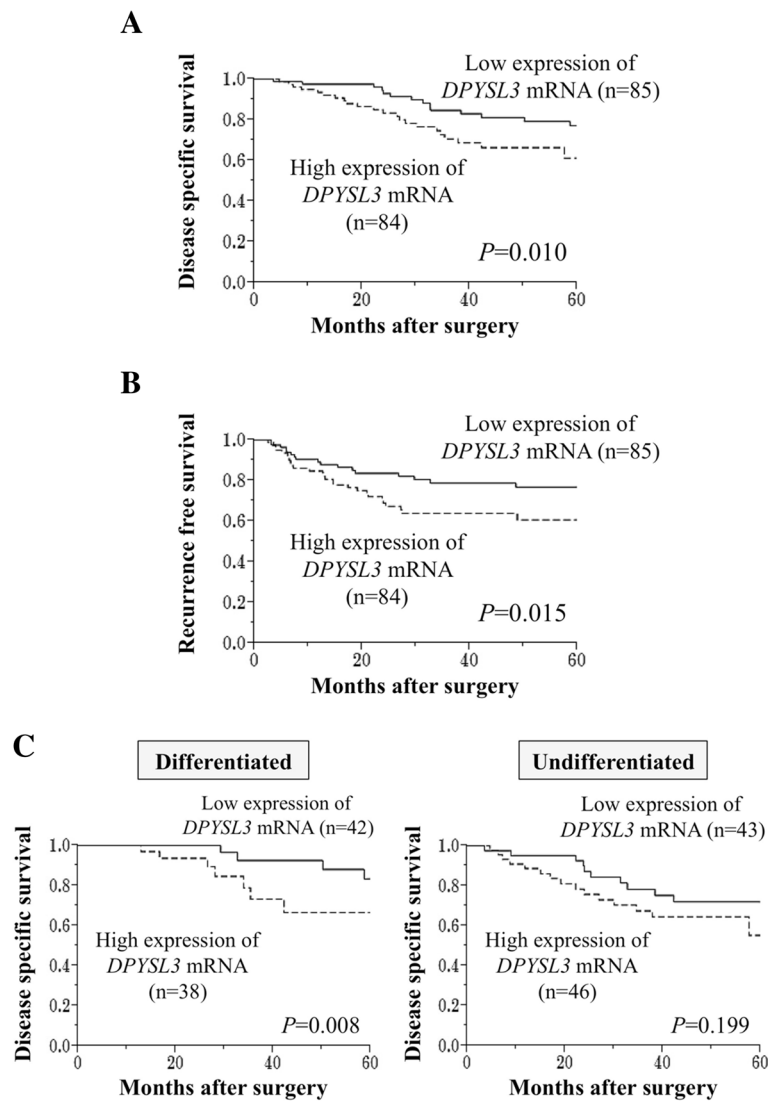 A
Disease specific survival
1.0
0.8
0.6
0.4
0.2
0.0
Low expression of
DPYSL3 mRNA (n=85)
High expression of
DPYSL3 mRNA
(n=84)
P=0.010
0 20 40 60
Months after surgery
B
Recurrence free survival
1.0
0.8
0.6
0.4
0.2
0.0
Low expression of
DPYSL3 mRNA (n=85)
High expression of
DPYSL3 mRNA
(n=84)
P=0.015
0 20 40 60
Months after surgery
C
Differentiated
Disease specific survival
1.0
0.8
0.6
0.4
0.2
0.0
Low expression of
DPYSL3 mRNA (n=42)
High expression of
DPYSL3 mRNA
(n=38)
P=0.008
0 20 40 60
Months after surgery
Undifferentiated
Disease specific survival
1.0
0.8
0.6
0.4
0.2
0.0
Low expression of
DPYSL3 mRNA (n=43)
High expression of
DPYSL3 mRNA
(n=46)
P=0.199
0 20 40 60
Months after surgery